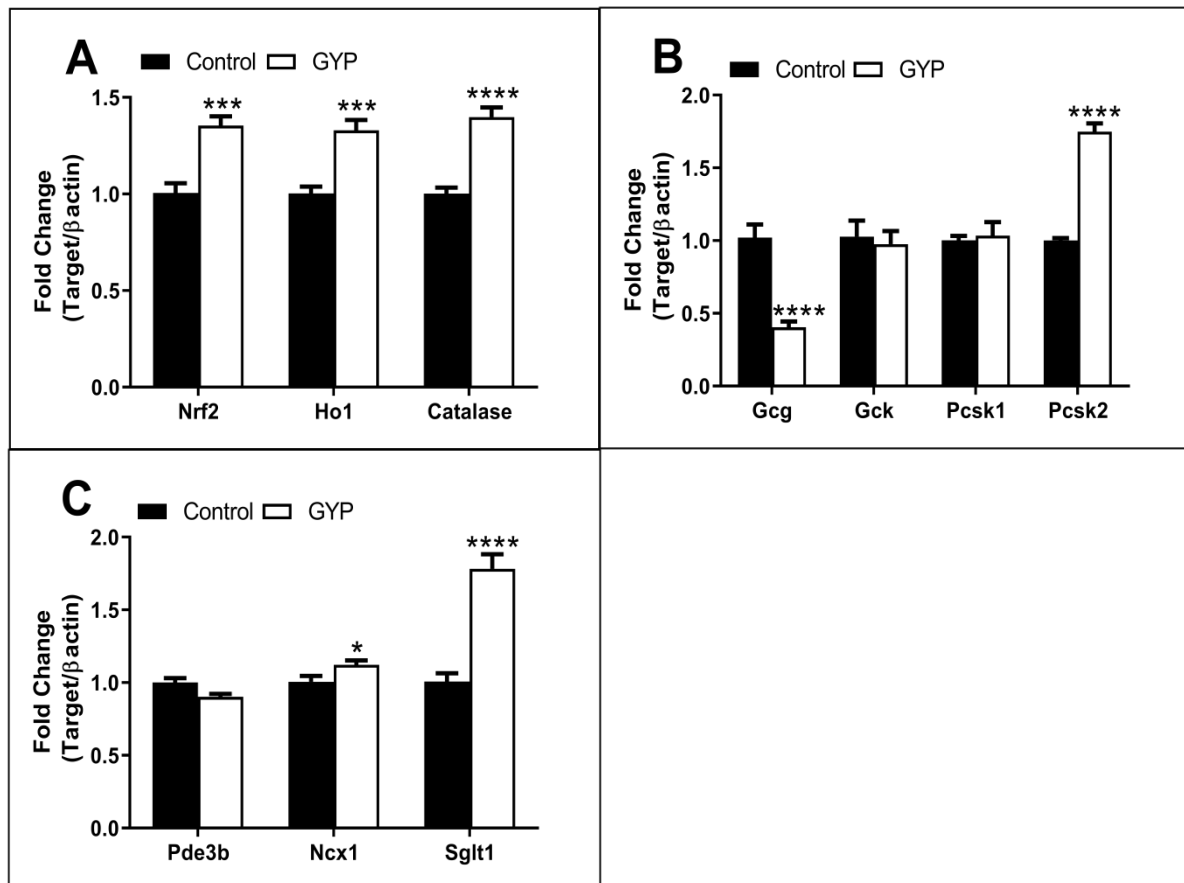 A
Control GYP
Fold Change
(Target/βactin)
1.5
1.0
0.5
0.0
*** *** ****
Nrf2 Ho1 Catalase
B
Control GYP
Fold Change
(Target/βactin)
2.0
1.5
1.0
0.5
0.0
**** ****
Gcg Gck Pcsk1 Pcsk2
C
Control GYP
Fold Change
(Target/βactin)
2.0
1.5
1.0
0.5
0.0
* ****
Pde3b Ncx1 Sglt1